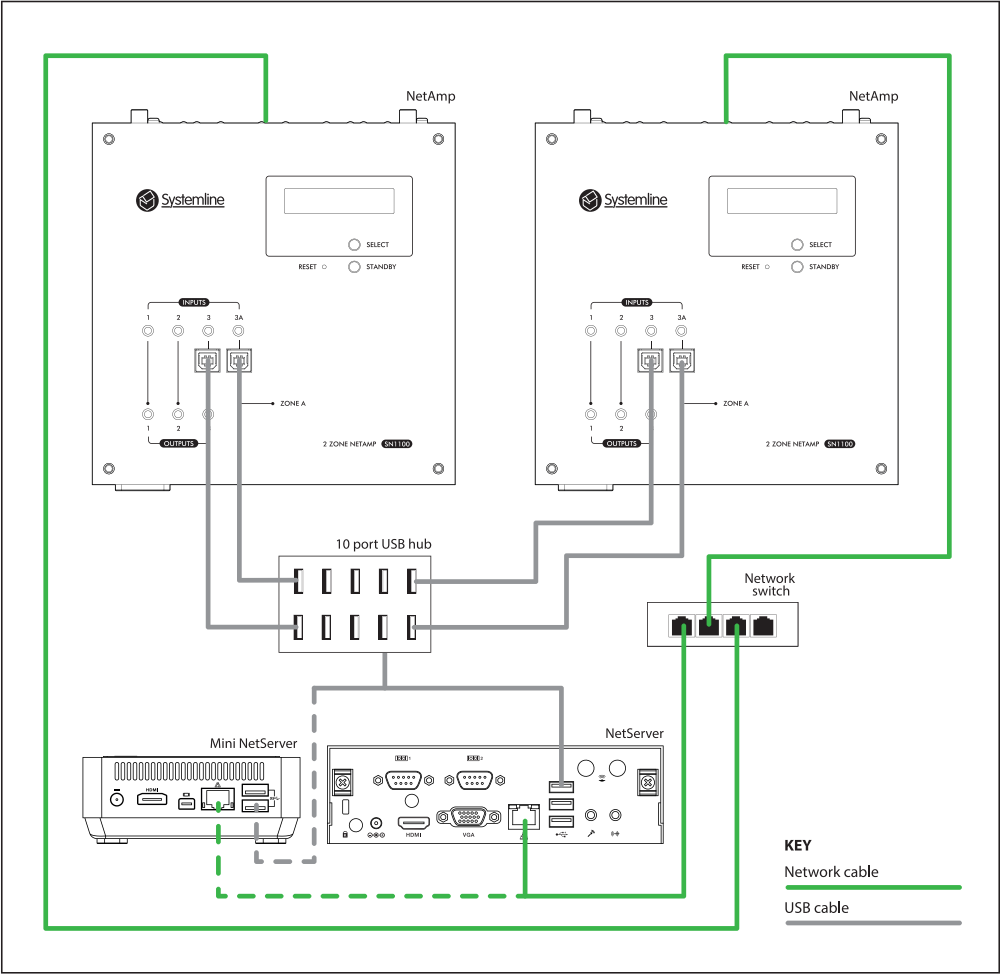 NetAmp
Systemline
SELECT
RESET
STANDBY
INPUTS
1 2 3 3A
ZONE A
1 2
OUTPUTS
2 ZONE NETAMP SN1100
NetAmp
Systemline
SELECT
RESET
STANDBY
INPUTS
1 2 3 3A
ZONE A
1 2
OUTPUTS
2 ZONE NETAMP SN1100
10 port USB hub
Network
switch
Mini NetServer
HDMI
NetServer
1
2
HDMI
VGA
KEY
Network cable
USB cable